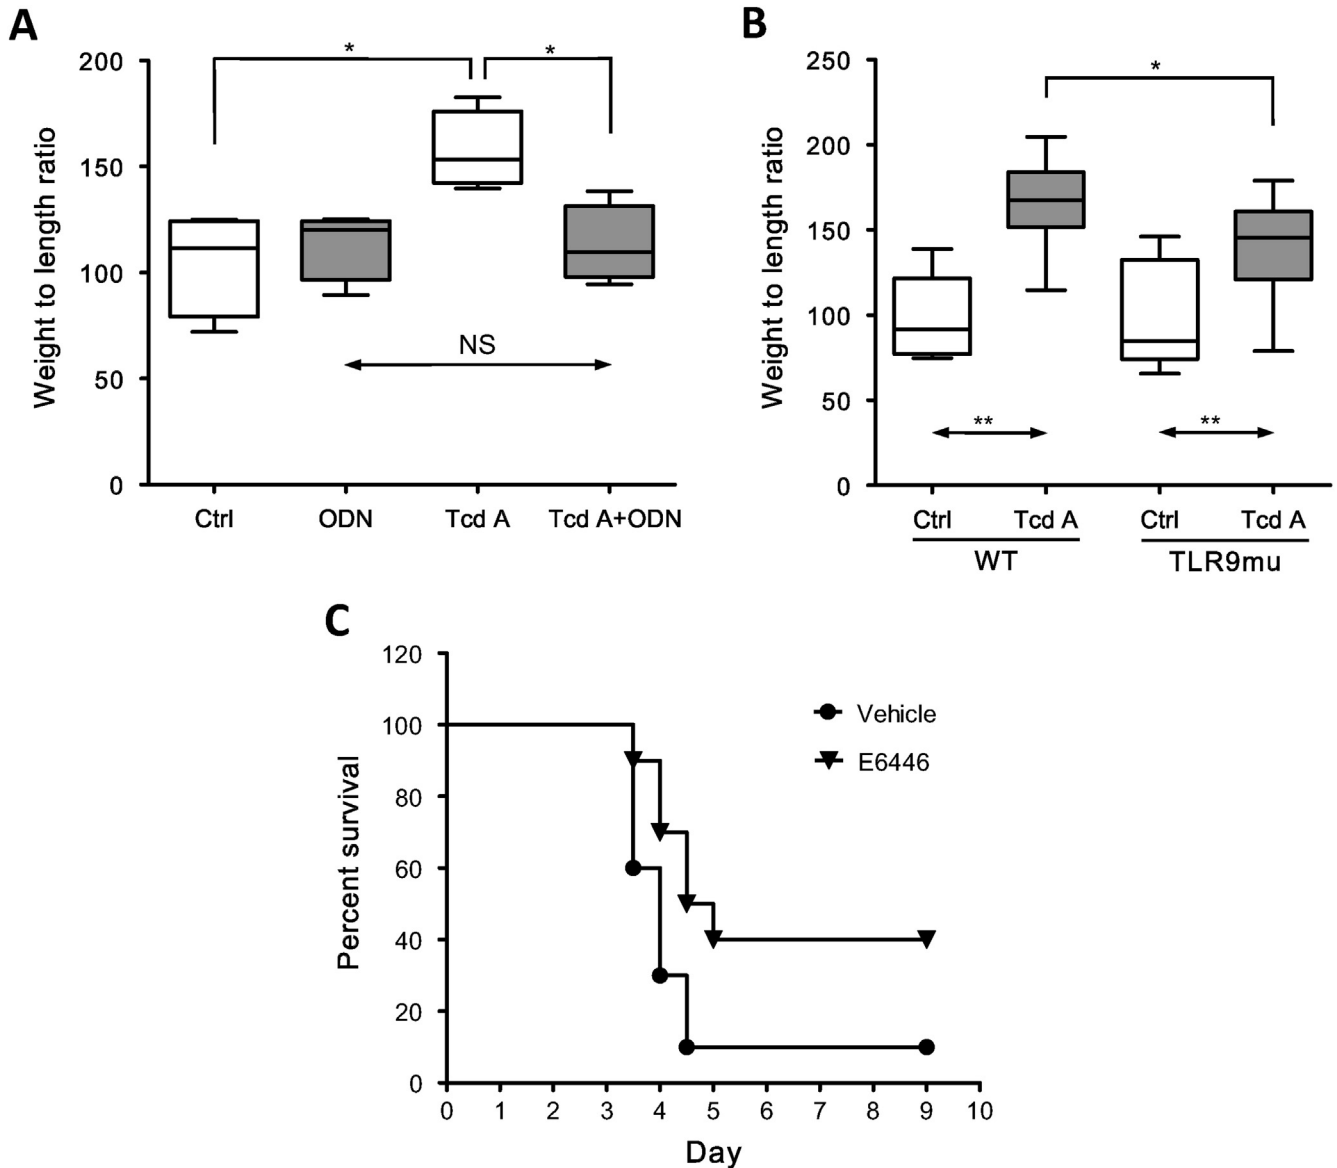 A
Weight to length ratio
200
150
100
50
0
*
*
NS
Ctrl
ODN
Tcd A
Tcd A+ODN
B
Weight to length ratio
250
200
150
100
50
0
*
**
**
Ctrl
Tcd A
Ctrl
Tcd A
WT
TLR9mu
C
Percent survival
120
100
80
60
40
20
0
Vehicle
E6446
0 1 2 3 4 5 6 7 8 9 10
Day